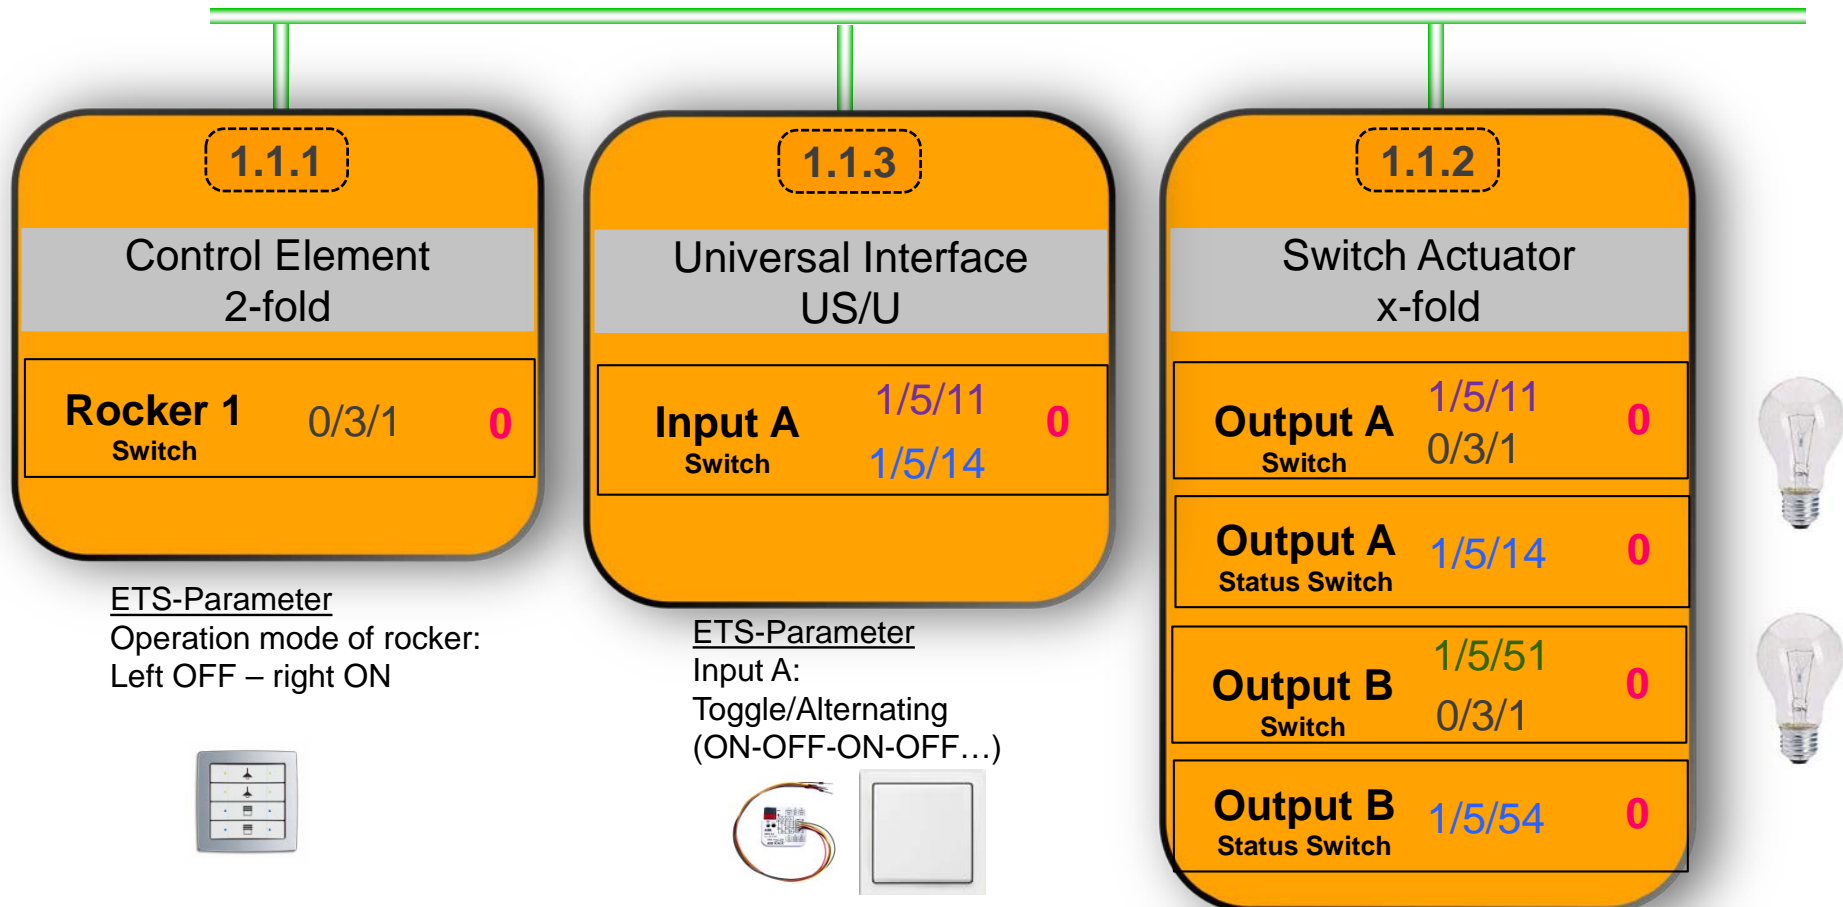 1.1.1
Control Element
2-fold
Rocker 1
Switch
0/3/1
0
ETS-Parameter
Operation mode of rocker:
Left OFF – right ON
1.1.3
Universal Interface
US/U
Input A
Switch
1/5/11
1/5/14
0
ETS-Parameter
Input A:
Toggle/Alternating
(ON-OFF-ON-OFF…)
1.1.2
Switch Actuator
x-fold
Output A
Switch
1/5/11
0/3/1
0
Output A
Status Switch
1/5/14
0
Output B
Switch
1/5/51
0/3/1
0
Output B
Status Switch
1/5/54
0